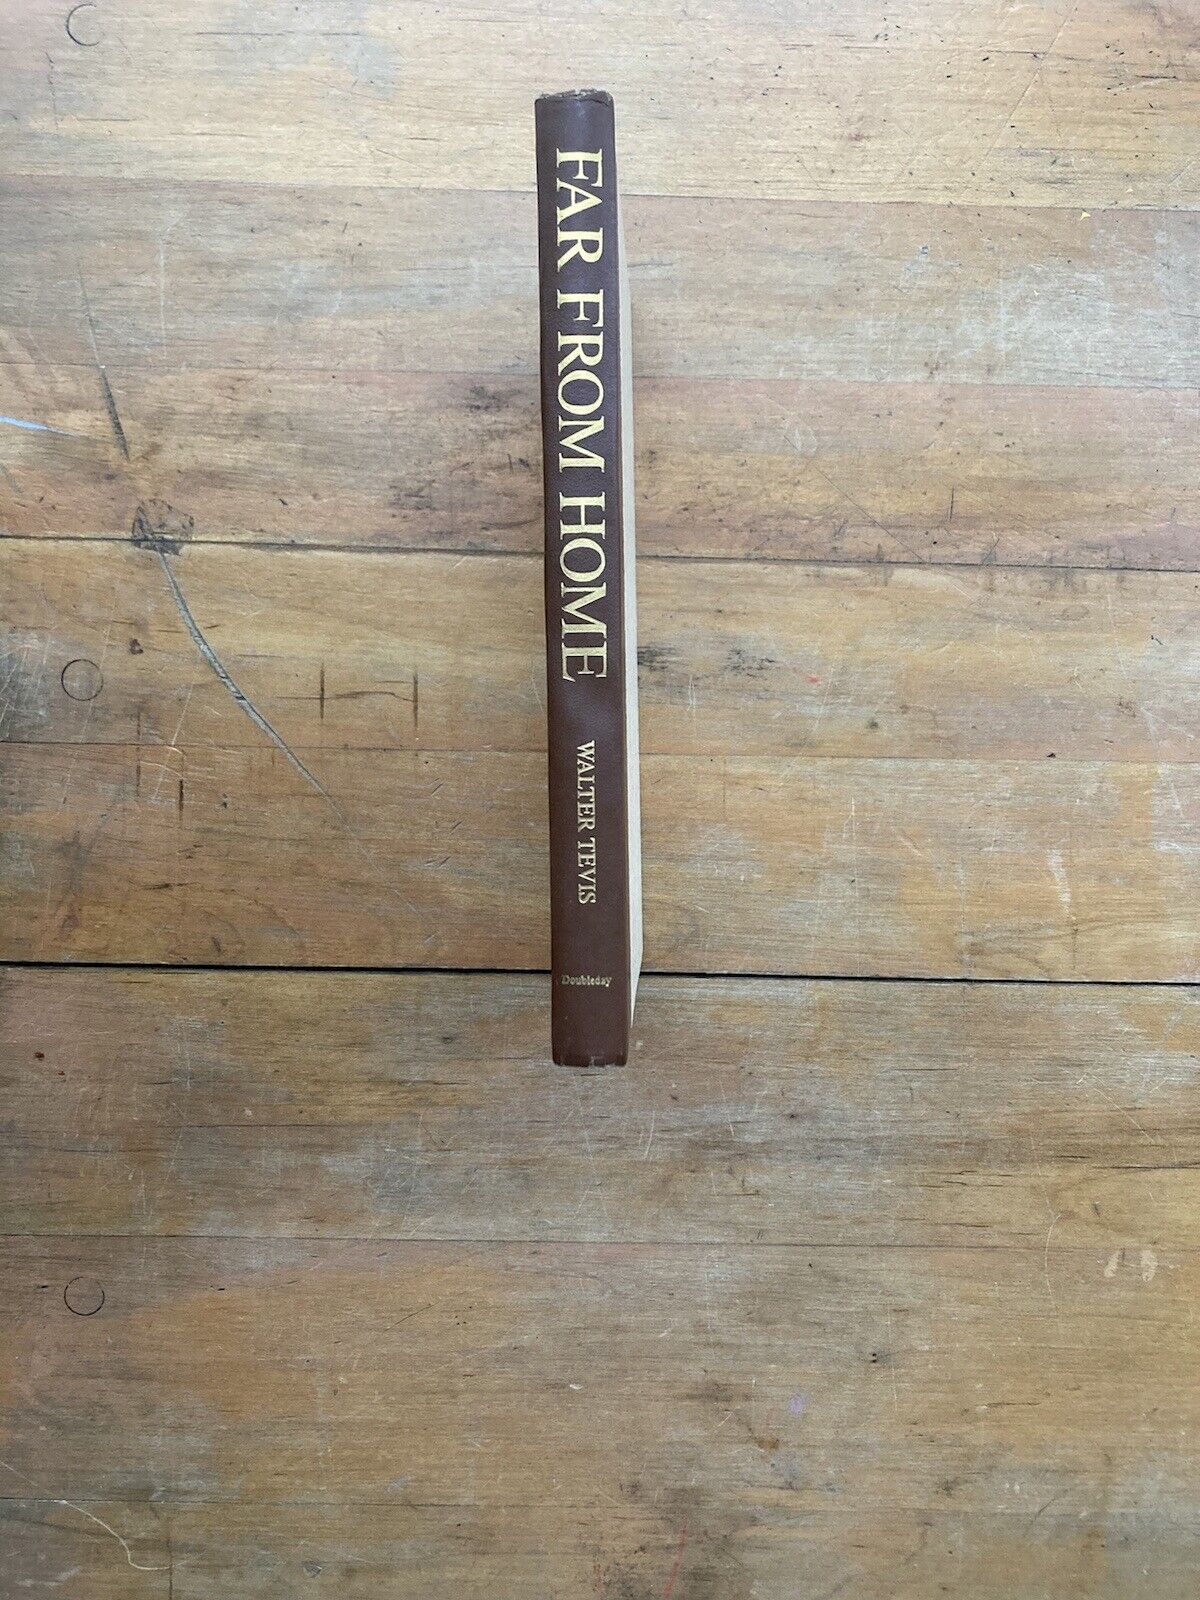 FAR FROM HOME
WALTER TEVIS
Doubleday